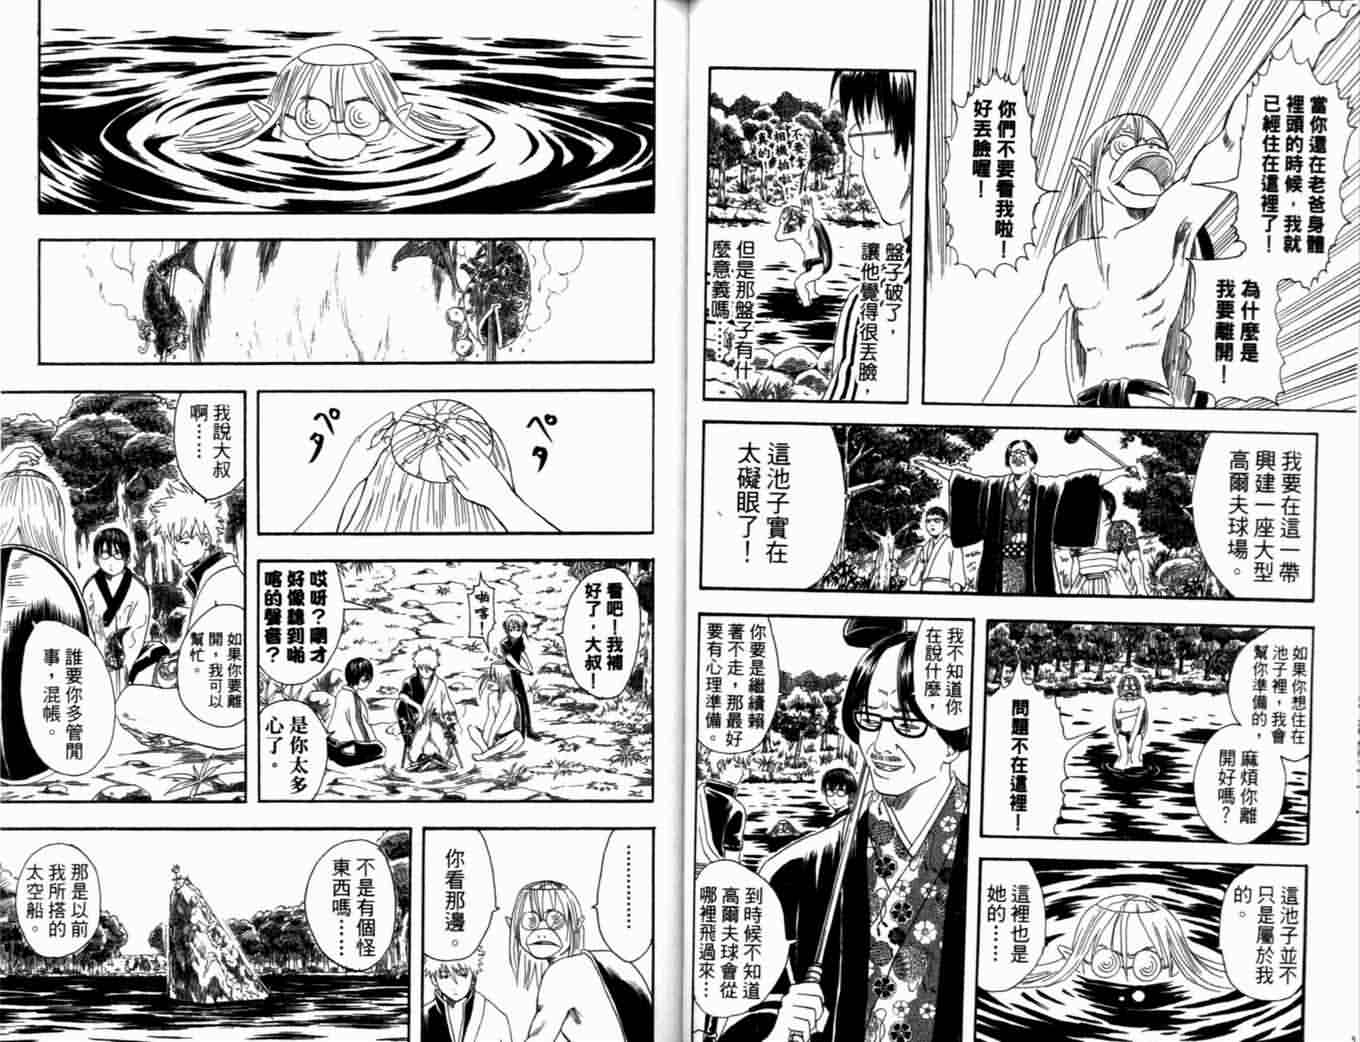 當你還在老爸身體
裡頭的時候，我就
已經住在這裡了！
為什麼是
我要離開！
你們不要看我啦！
好丟臉喔！
盤子破了，
讓他覺得很丟臉，
但是那盤子有什
麼意義嗎……
我要在這一帶
興建一座大型
高爾夫球場。
這池子實在
太礙眼了！
如果你想住在
池子裡，我會
幫你準備的，
麻煩你離
開好嗎？
問題不在這裡！
這池子並不
只是屬於我
的。
這裡也是
她的……
我不知道你
在說什麼，
你要是繼續賴
著不走，那最好
要有心理準備。
到時候不知道
高爾夫球會從
哪裡飛過來…
ペタ
ペタ
看吧！我補
好了，大叔！
啪喀！
哎呀？剛才
好像聽到啪
喀的聲音？
是你太多
心了。
我說大叔
啊……
如果你要離
開，我可以
幫忙。
誰要你多管閒
事，混帳。
…………
你看那邊。
不是有個怪
東西嗎……
那是以前
我所搭的
太空船